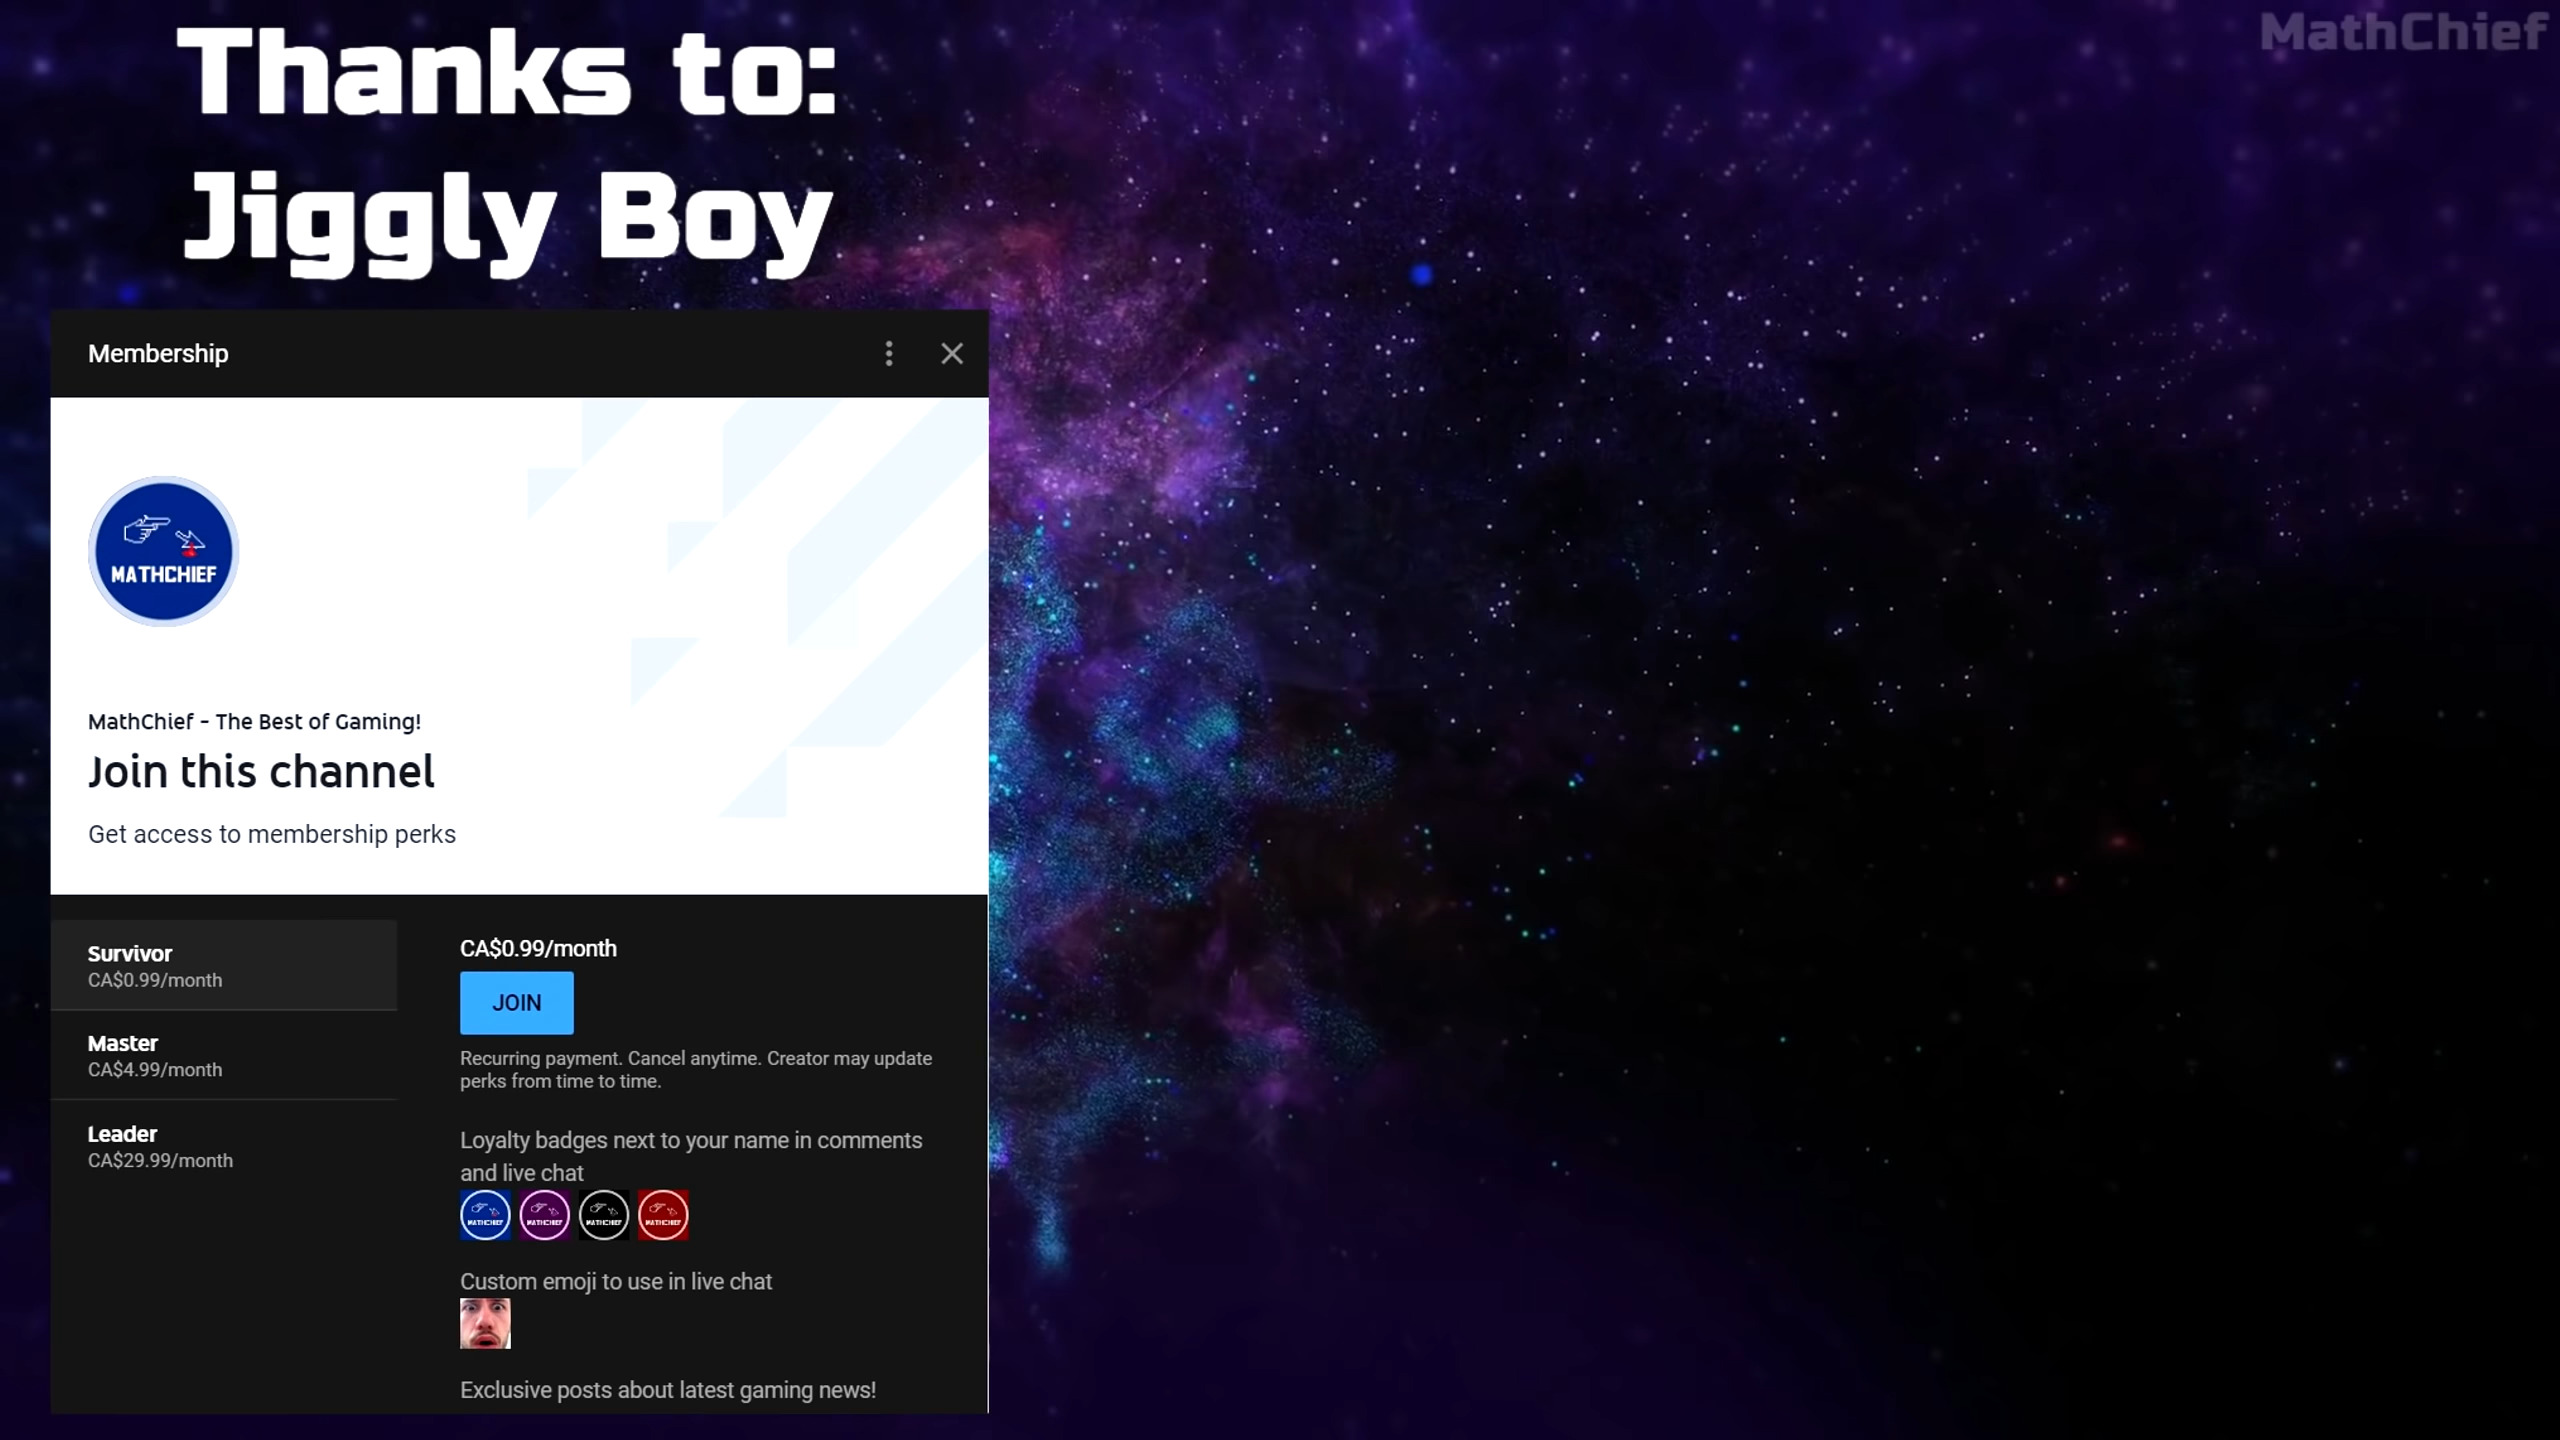 MathChief
Thanks to:
Jiggly Boy
Membership
MATHCHIEF
MathChief - The Best of Gaming!
Join this channel
Get access to membership perks
Survivor
CA$0.99/month
Master
CA$4.99/month
Leader
CA$29.99/month
CA$0.99/month
JOIN
Recurring payment. Cancel anytime. Creator may update
perks from time to time.
Loyalty badges next to your name in comments
and live chat
MATHCHIEF
MATHCHIEF
MATHCHIEF
MATHCHIEF
Custom emoji to use in live chat
Exclusive posts about latest gaming news!